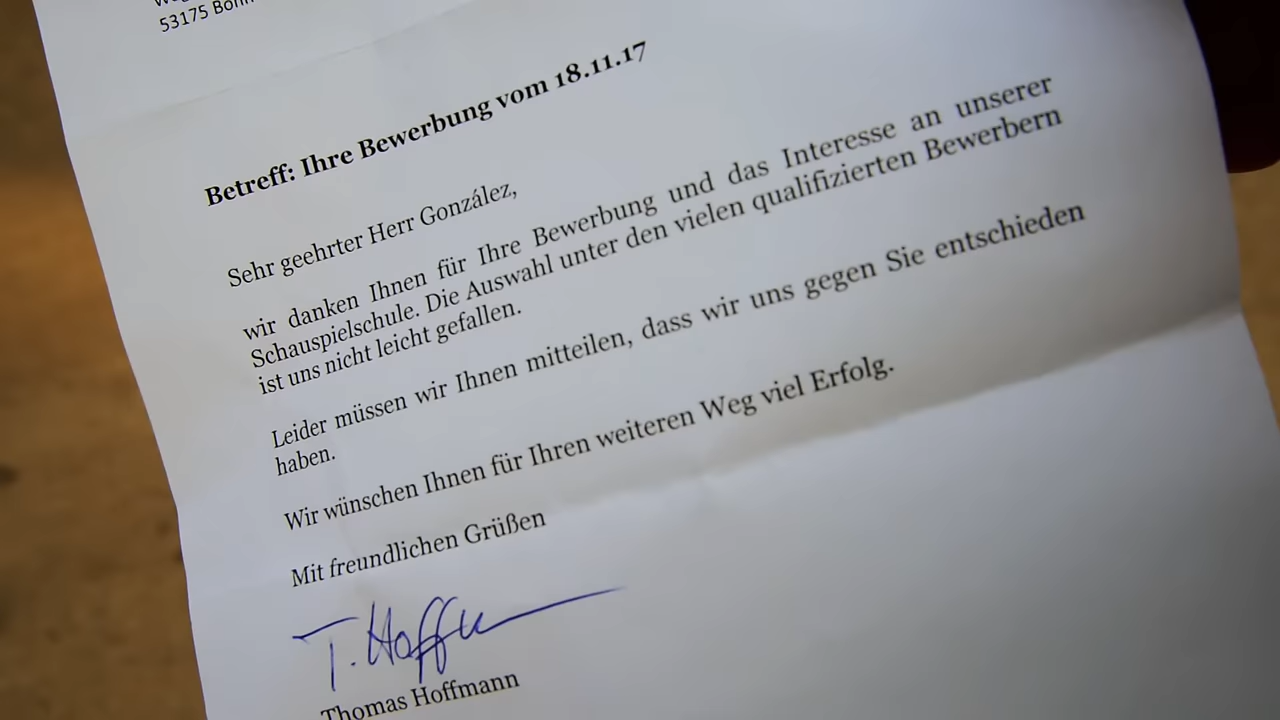 53175 Bonn
Betreff: Ihre Bewerbung vom 18.11.17
Sehr geehrter Herr González,
wir danken Ihnen für Ihre Bewerbung und das Interesse an unserer
Schauspielschule. Die Auswahl unter den vielen qualifizierten Bewerbern
ist uns nicht leicht gefallen.
Leider müssen wir Ihnen mitteilen, dass wir uns gegen Sie entschieden
haben.
Wir wünschen Ihnen für Ihren weiteren Weg viel Erfolg.
Mit freundlichen Grüßen
T. Hoffm
Thomas Hoffmann